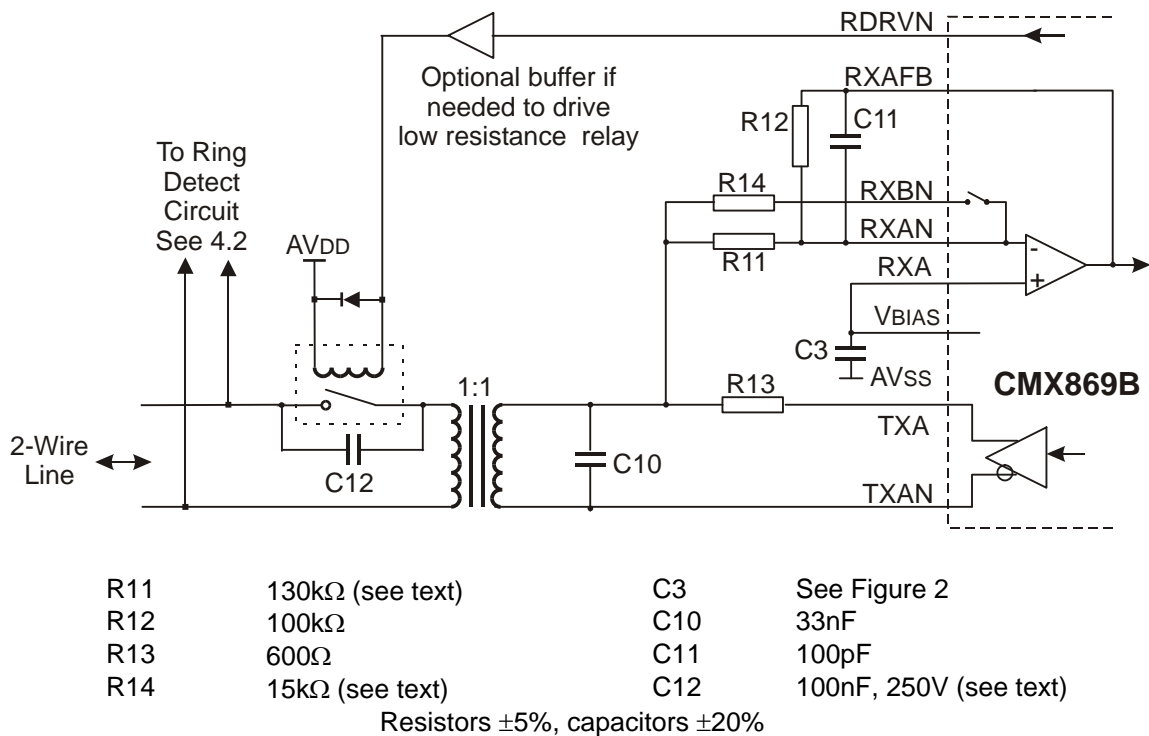 RDRVN
Optional buffer if
needed to drive
low resistance relay
RXAFB
R12
C11
To Ring
Detect
Circuit
See 4.2
R14
RXBN
AVDD
R11
RXAN
RXA
-
+
VBIAS
C3
AVSS
CMX869B
1:1
R13
TXA
2-Wire
Line
C12
C10
TXAN
R11 130kΩ (see text) C3 See Figure 2
R12 100kΩ C10 33nF
R13 600Ω C11 100pF
R14 15kΩ (see text) C12 100nF, 250V (see text)
Resistors ±5%, capacitors ±20%